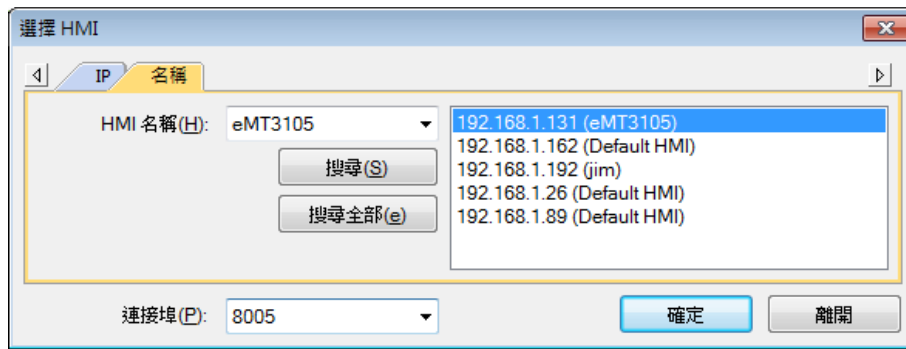 選擇 HMI
IP 名稱
HMI 名稱(H): eMT3105
搜尋(S)
搜尋全部(e)
192.168.1.131 (eMT3105)
192.168.1.162 (Default HMI)
192.168.1.192 (jim)
192.168.1.26 (Default HMI)
192.168.1.89 (Default HMI)
連接埠(P): 8005
確定 離開